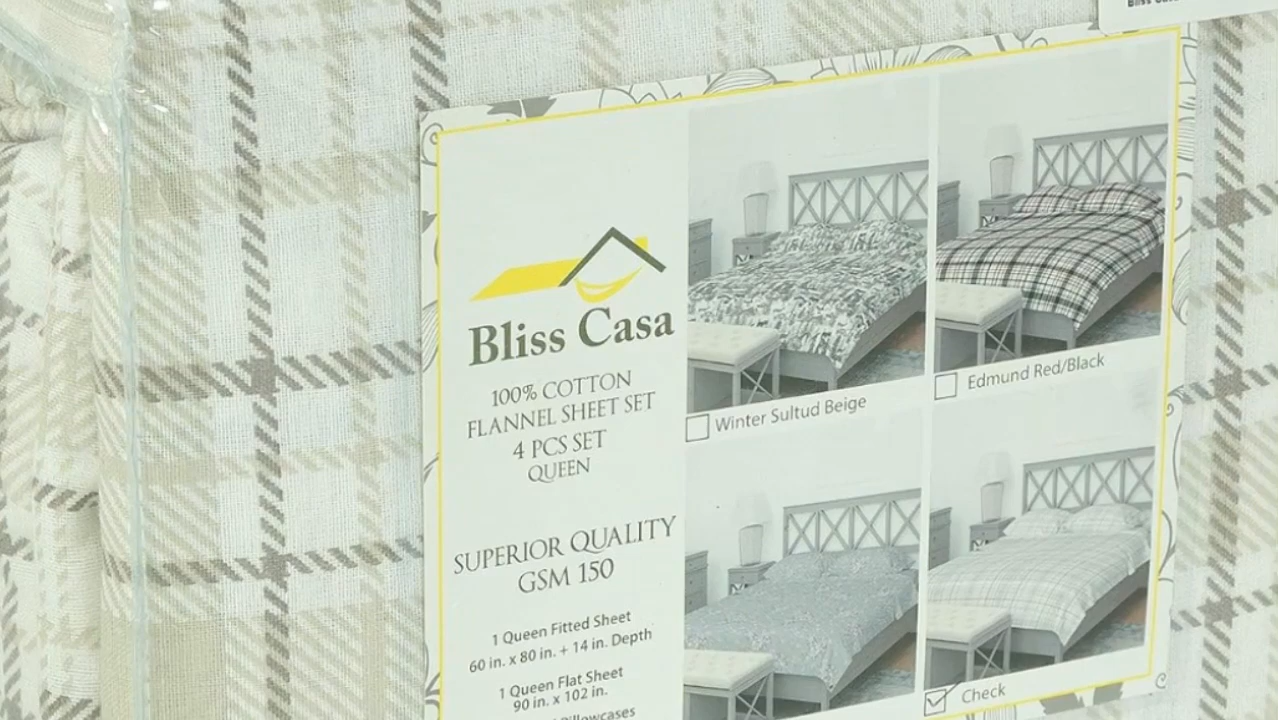 Bliss Casa
100% COTTON
FLANNEL SHEET SET
4 PCS SET
QUEEN
SUPERIOR QUALITY
GSM 150
1 Queen Fitted Sheet
60 in. x 80 in. + 14 in. Depth
1 Queen Flat Sheet
90 in. x 102 in.
Pillowcases
Winter Sultud Beige
Edmund Red/Black
Check
Bliss